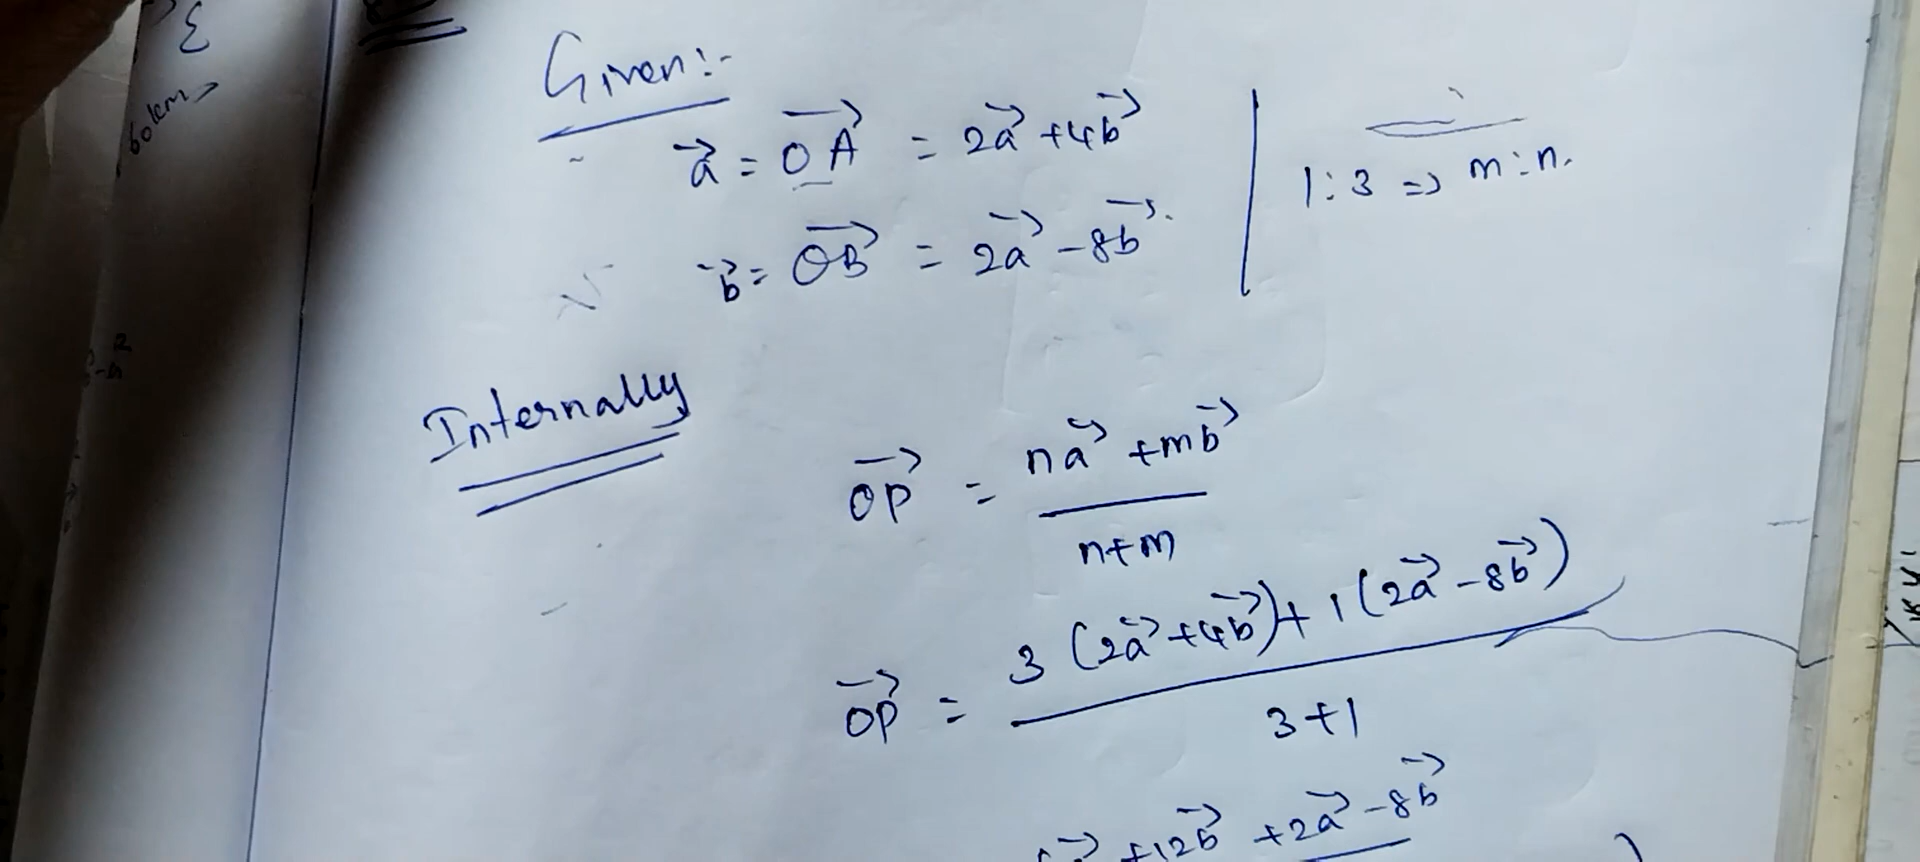 ξ
60km
Given:-
a⃗ = OA⃗ = 2a⃗ + 4b⃗
1:3 => m:n.
b⃗ = OB⃗ = 2a⃗ - 8b⃗.
Internally
OP⃗ = na⃗ + mb⃗
n+m
OP⃗ = 3 (2a⃗ + 4b⃗) + 1 (2a⃗ - 8b⃗)
3+1
+12b⃗ + 2a⃗ - 8b⃗